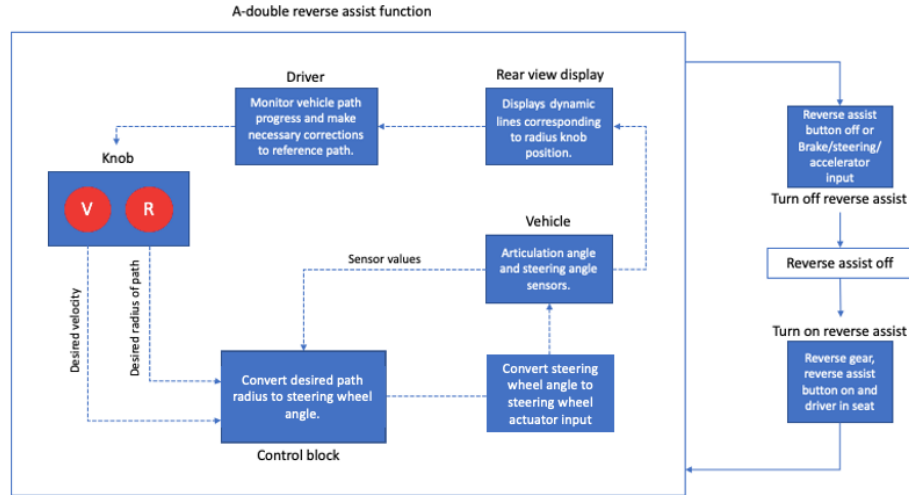 A-double reverse assist function
Driver
Monitor vehicle path
progress and make
necessary corrections
to reference path.
Rear view display
Displays dynamic
lines corresponding
to radius knob
position.
Knob
V
R
Desired velocity
Desired radius of path
Vehicle
Articulation angle
and steering angle
sensors.
Sensor values
Convert desired path
radius to steering wheel
angle.
Control block
Convert steering
wheel angle to
steering wheel
actuator input
Reverse assist
button off or
Brake/steering/
accelerator
input
Turn off reverse assist
Reverse assist off
Turn on reverse assist
Reverse gear,
reverse assist
button on and
driver in seat